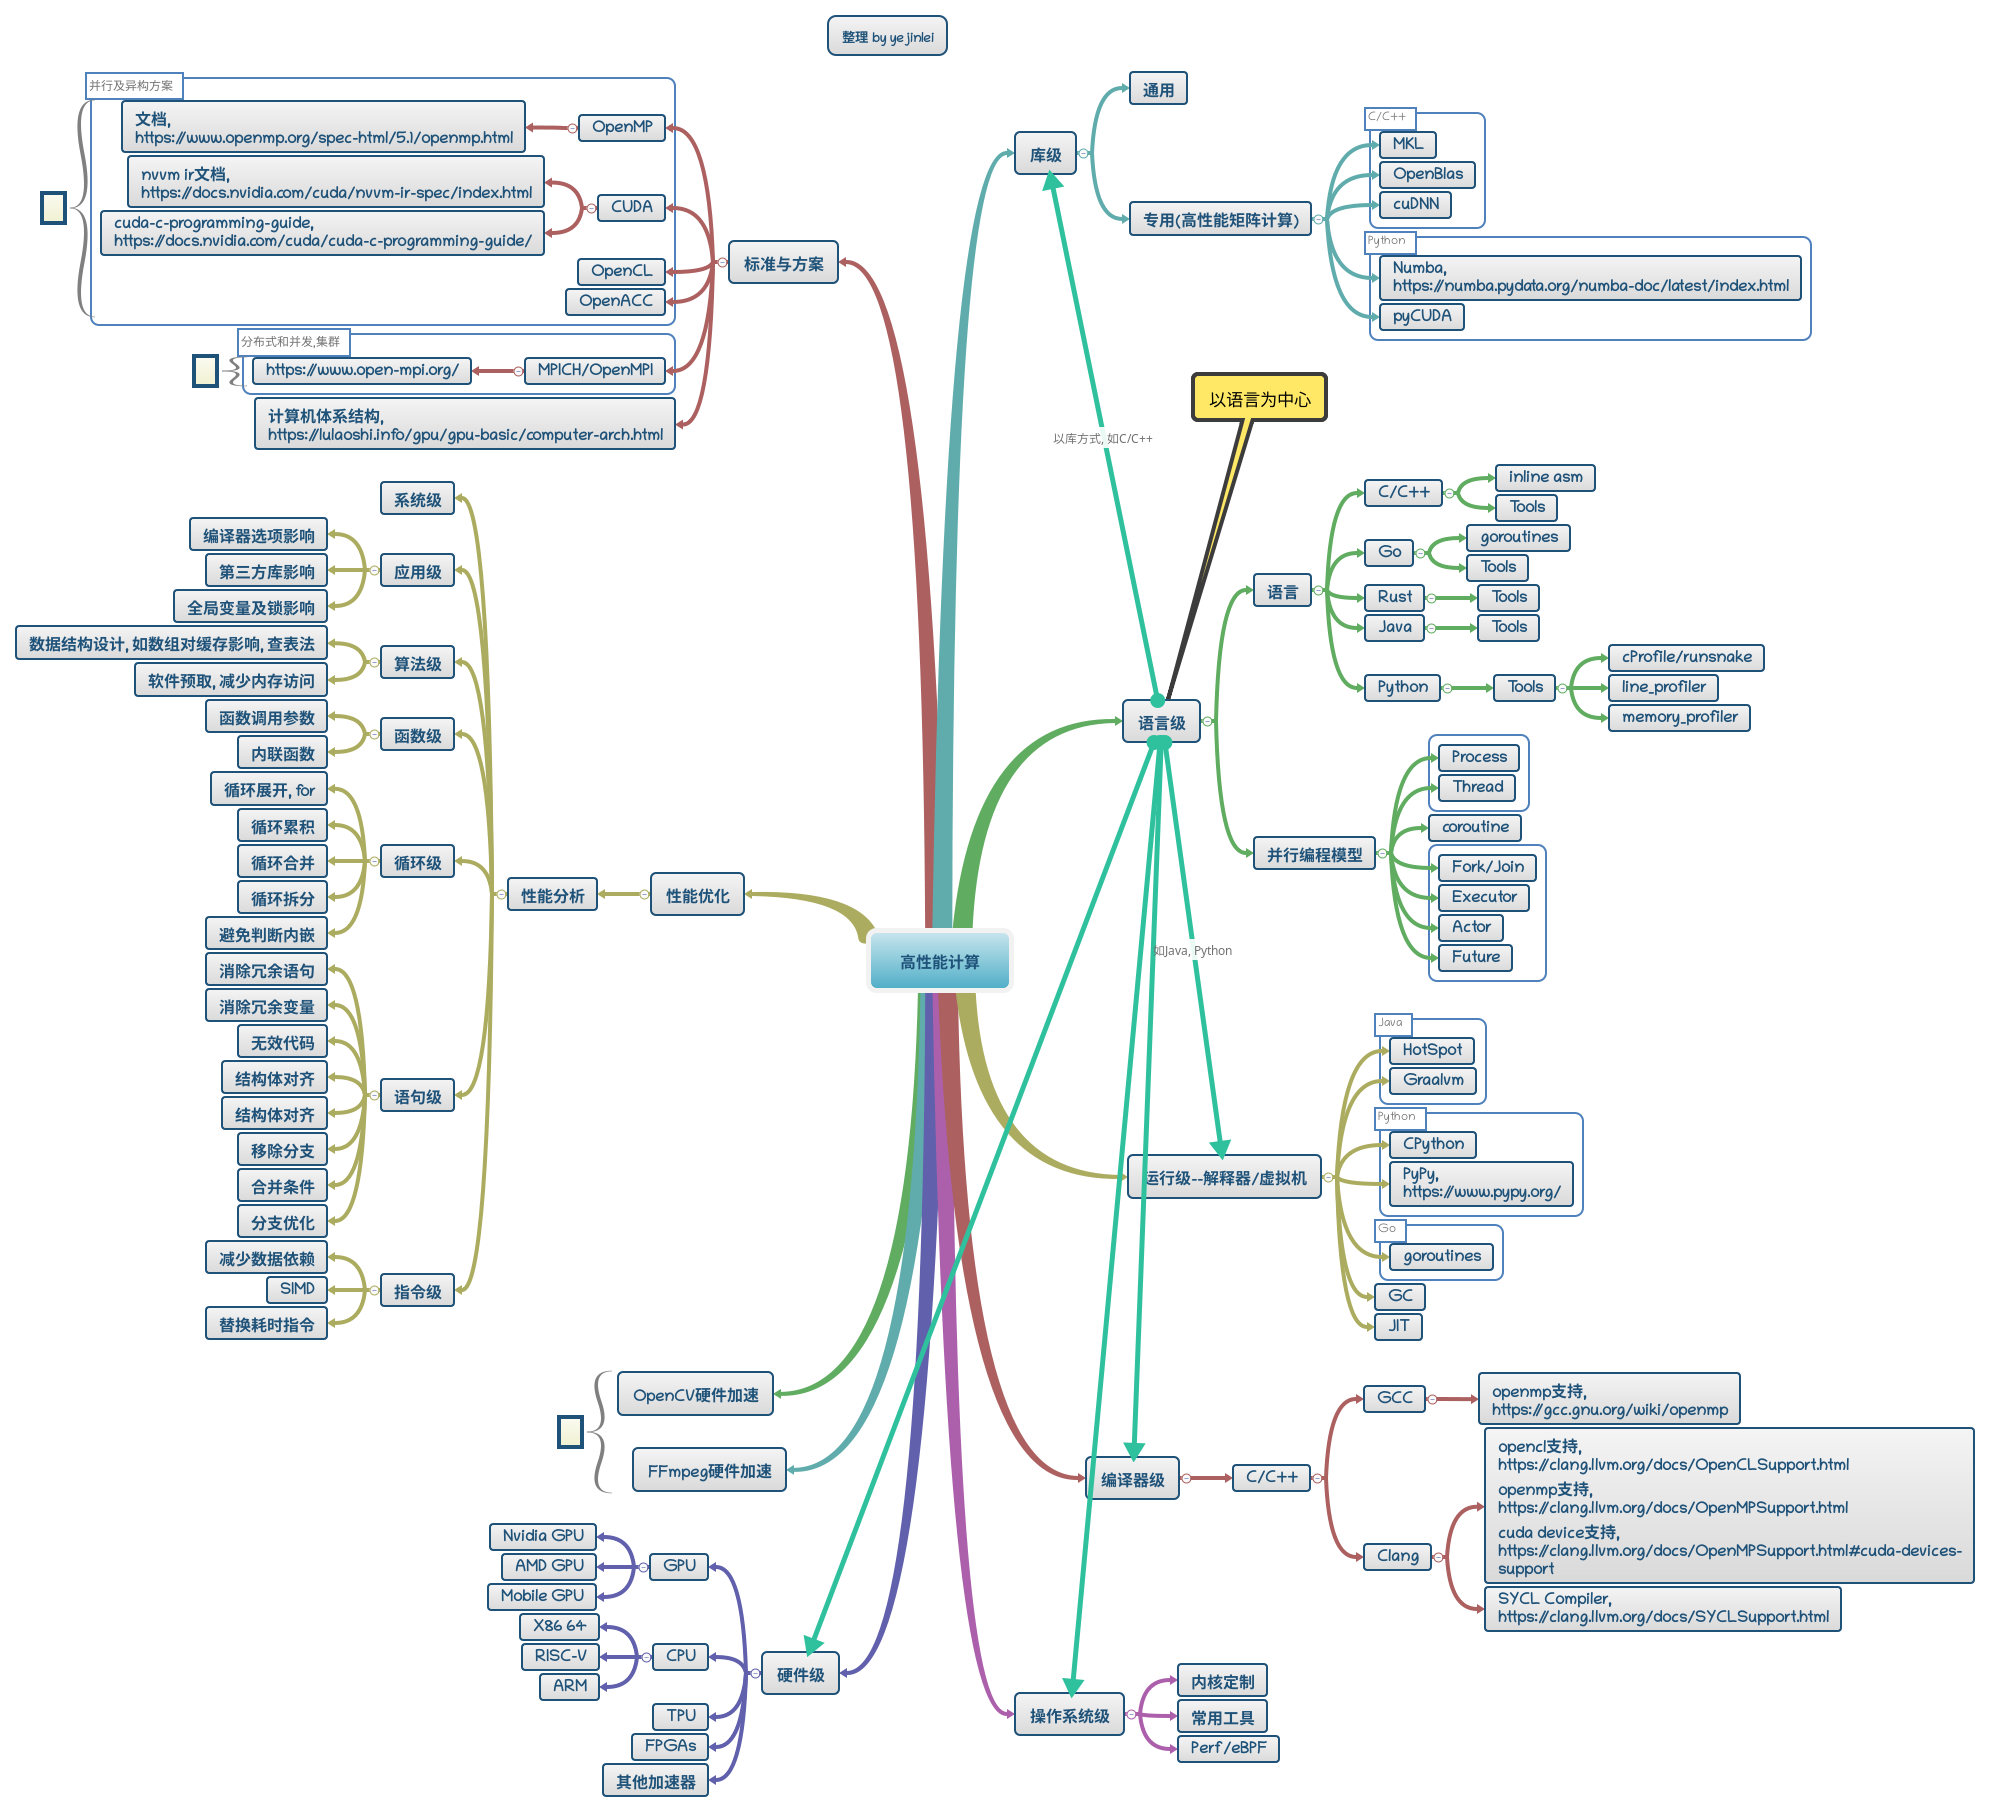 整理 by yejinlei
高性能计算
库级
通用
专用(高性能矩阵计算)
C/C++
MKL
OpenBlas
cuDNN
Python
Numba,
https://numba.pydata.org/numba-doc/latest/index.html
pyCUDA
以语言为中心
以库方式, 如C/C++
语言级
语言
C/C++
inline asm
Tools
Go
goroutines
Tools
Rust
Tools
Java
Tools
Python
Tools
cProfile/runsnake
line_profiler
memory_profiler
并行编程模型
Process
Thread
coroutine
Fork/Join
Executor
Actor
Future
如Java, Python
运行级--解释器/虚拟机
Java
HotSpot
Graalvm
Python
CPython
PyPy,
https://www.pypy.org/
Go
goroutines
GC
JIT
编译器级
C/C++
GCC
openmp支持,
https://gcc.gnu.org/wiki/openmp
Clang
opencl支持,
https://clang.llvm.org/docs/OpenCLSupport.html
openmp支持,
https://clang.llvm.org/docs/OpenMPSupport.html
cuda device支持,
https://clang.llvm.org/docs/OpenMPSupport.html#cuda-devices-
support
SYCL Compiler,
https://clang.llvm.org/docs/SYCLSupport.html
操作系统级
内核定制
常用工具
Perf/eBPF
标准与方案
并行及异构方案
OpenMP
文档,
https://www.openmp.org/spec-html/5.1/openmp.html
CUDA
nvvm ir文档,
https://docs.nvidia.com/cuda/nvvm-ir-spec/index.html
cuda-c-programming-guide,
https://docs.nvidia.com/cuda/cuda-c-programming-guide/
OpenCL
OpenACC
分布式和并发,集群
MPICH/OpenMPI
https://www.open-mpi.org/
计算机体系结构,
https://lulaoshi.info/gpu/gpu-basic/computer-arch.html
性能优化
性能分析
系统级
应用级
编译器选项影响
第三方库影响
全局变量及锁影响
算法级
数据结构设计, 如数组对缓存影响, 查表法
软件预取, 减少内存访问
函数级
函数调用参数
内联函数
循环级
循环展开, for
循环累积
循环合并
循环拆分
避免判断内嵌
语句级
消除冗余语句
消除冗余变量
无效代码
结构体对齐
结构体对齐
移除分支
合并条件
分支优化
指令级
减少数据依赖
SIMD
替换耗时指令
OpenCV硬件加速
FFmpeg硬件加速
硬件级
GPU
Nvidia GPU
AMD GPU
Mobile GPU
CPU
X86 64
RISC-V
ARM
TPU
FPGAs
其他加速器